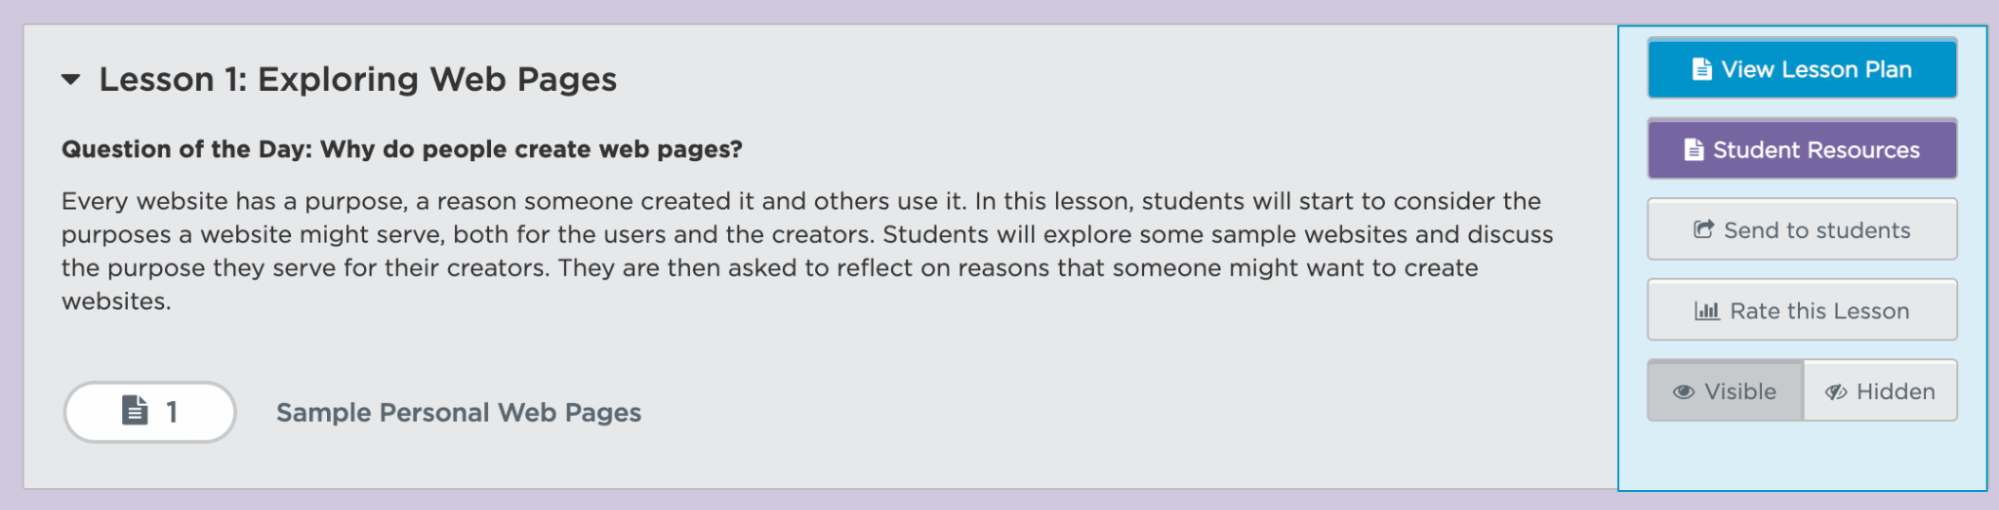 Lesson 1: Exploring Web Pages
Question of the Day: Why do people create web pages?
Every website has a purpose, a reason someone created it and others use it. In this lesson, students will start to consider the
purposes a website might serve, both for the users and the creators. Students will explore some sample websites and discuss
the purpose they serve for their creators. They are then asked to reflect on reasons that someone might want to create
websites.
1 Sample Personal Web Pages
View Lesson Plan
Student Resources
Send to students
Rate this Lesson
Visible Hidden